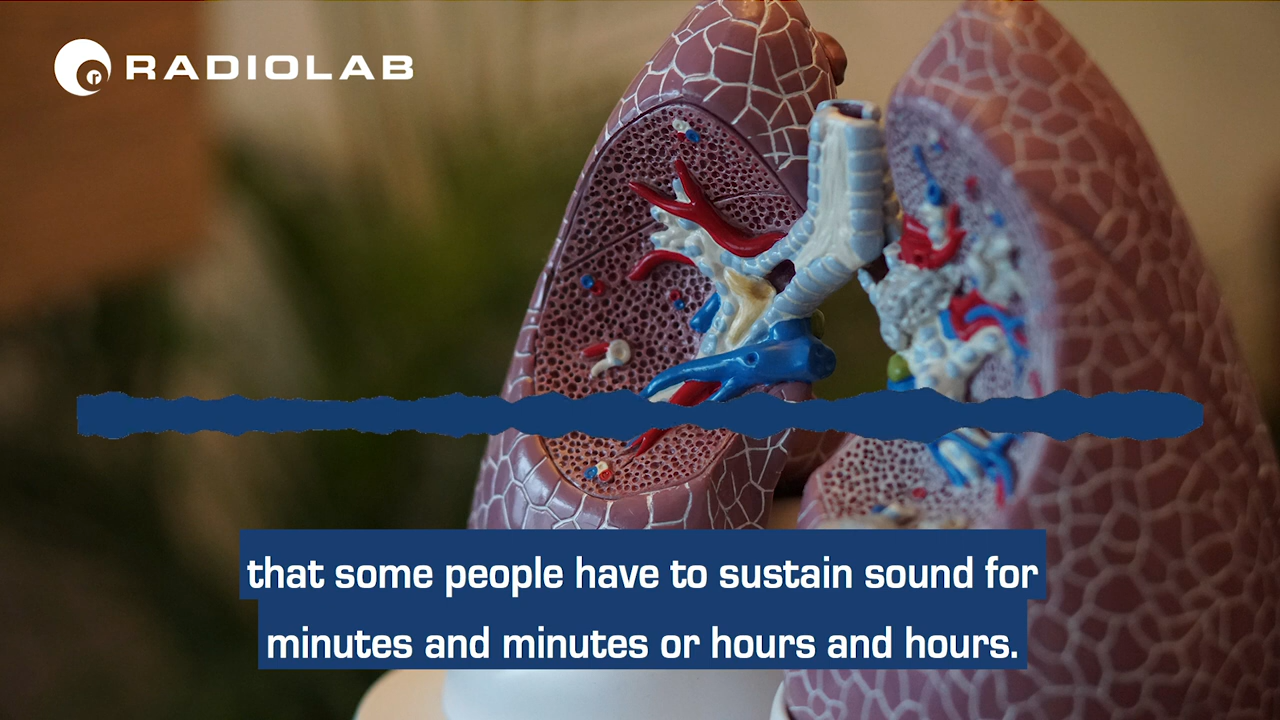 RADIOLAB
that some people have to sustain sound for
minutes and minutes or hours and hours.